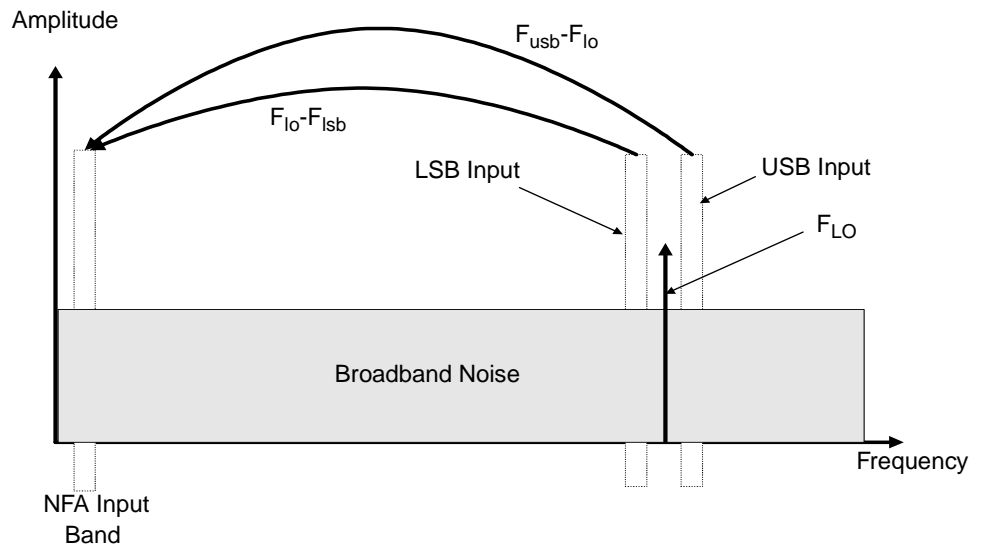 Amplitude
Fusb-Flo
Flo-Flsb
LSB Input
USB Input
FLO
Broadband Noise
Frequency
NFA Input
Band